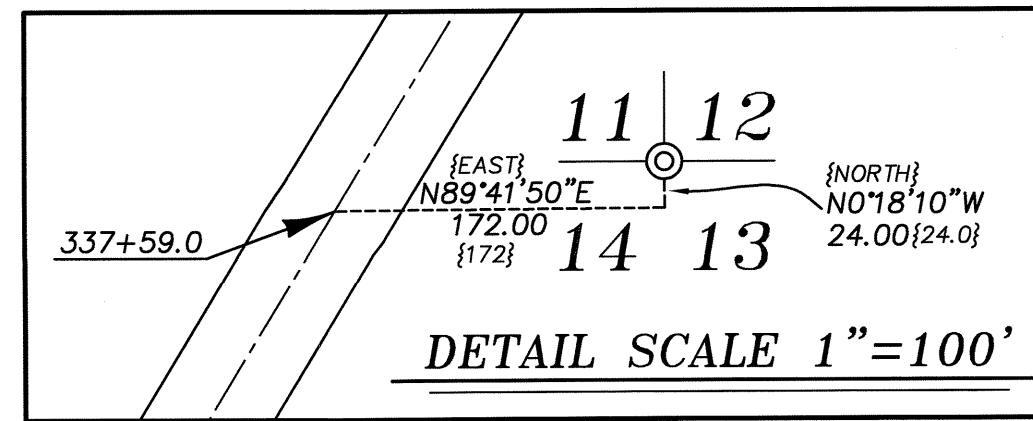 11 12
{EAST}
N89°41'50"E
172.00
{172}
{NORTH}
N0°18'10"W
24.00{24.0}
337+59.0
14 13
DETAIL SCALE 1"=100'